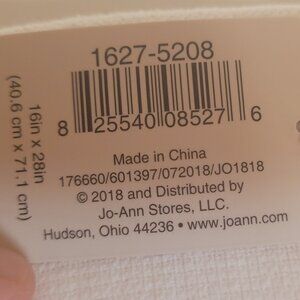 1627-5208
8 25540 08527 6
16in x 28in
(40.6 cm x 71.1 cm)
Made in China
176660/601397/072018/JO1818
© 2018 and Distributed by
Jo-Ann Stores, LLC.
Hudson, Ohio 44236 • www.joann.com